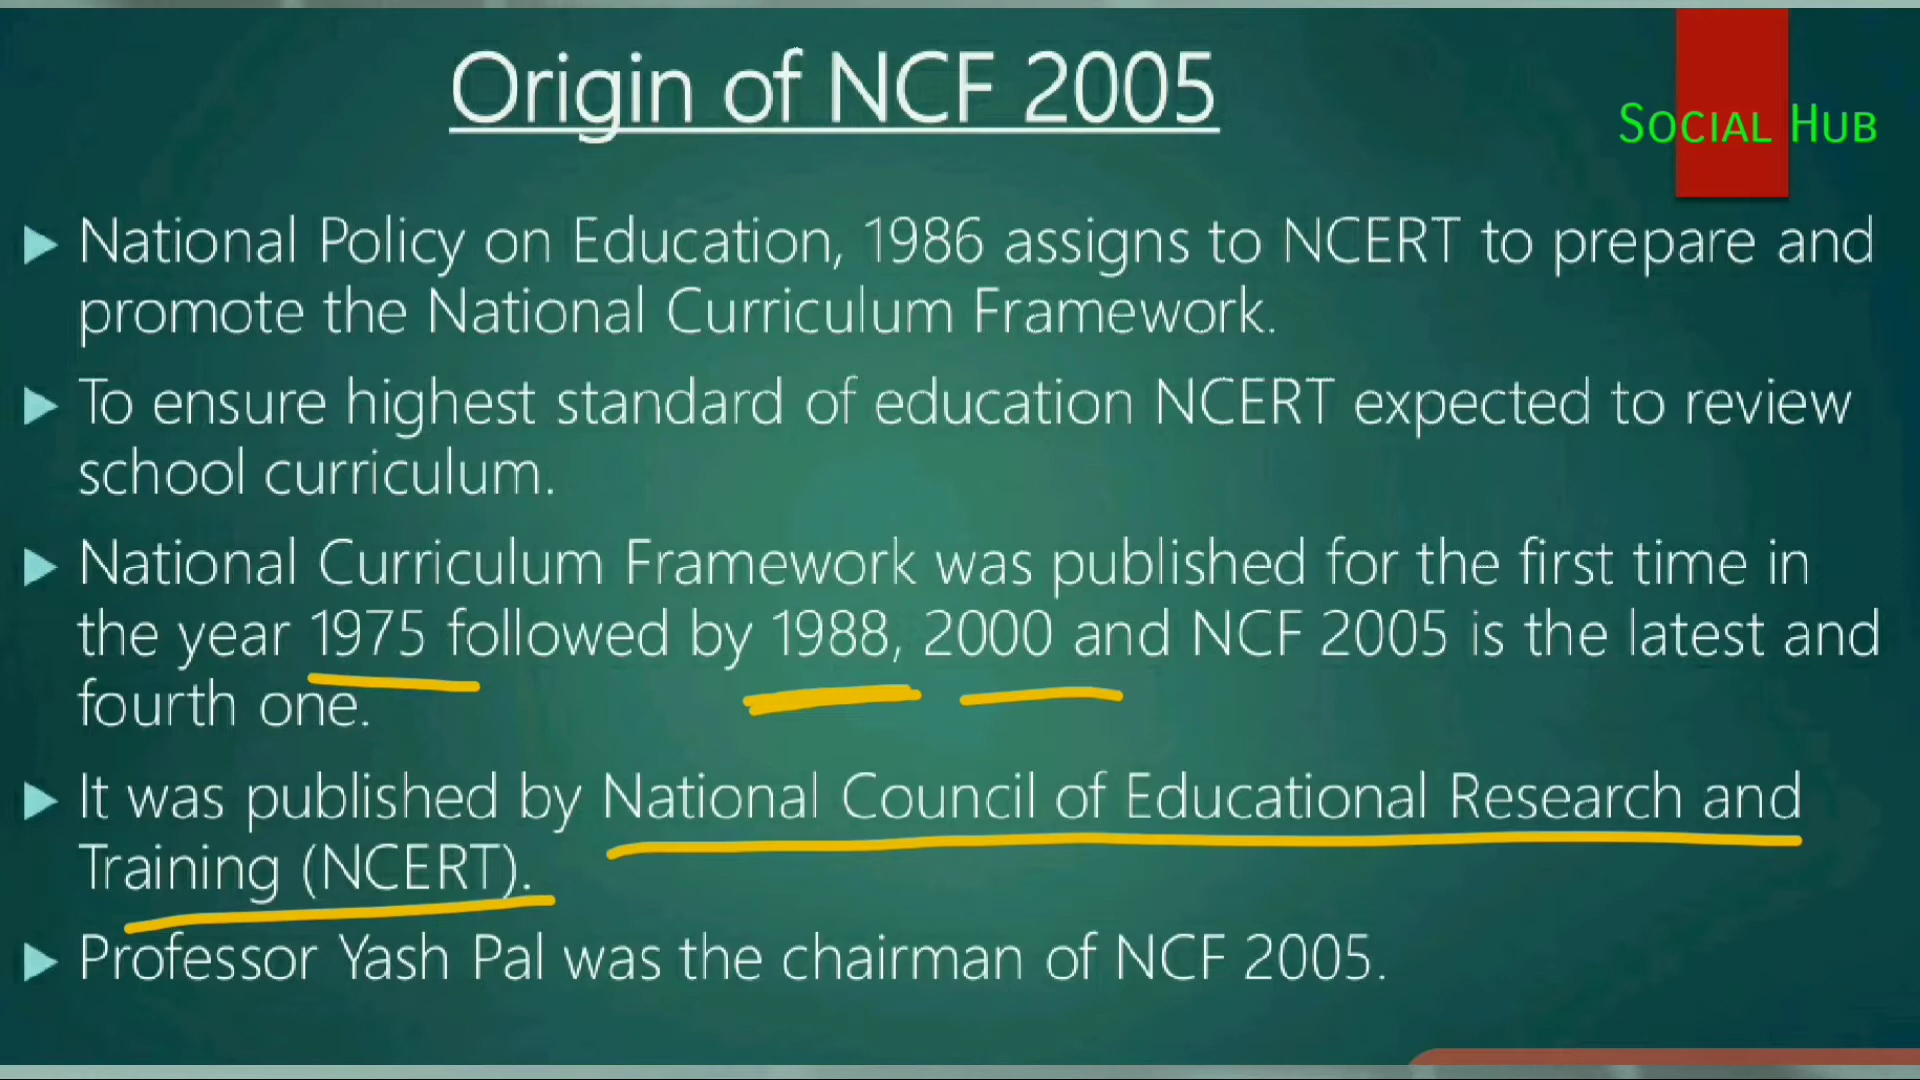 Origin of NCF 2005
SOCIAL HUB
National Policy on Education, 1986 assigns to NCERT to prepare and
promote the National Curriculum Framework.
To ensure highest standard of education NCERT expected to review
school curriculum.
National Curriculum Framework was published for the first time in
the year 1975 followed by 1988, 2000 and NCF 2005 is the latest and
fourth one.
It was published by National Council of Educational Research and
Training (NCERT).
Professor Yash Pal was the chairman of NCF 2005.